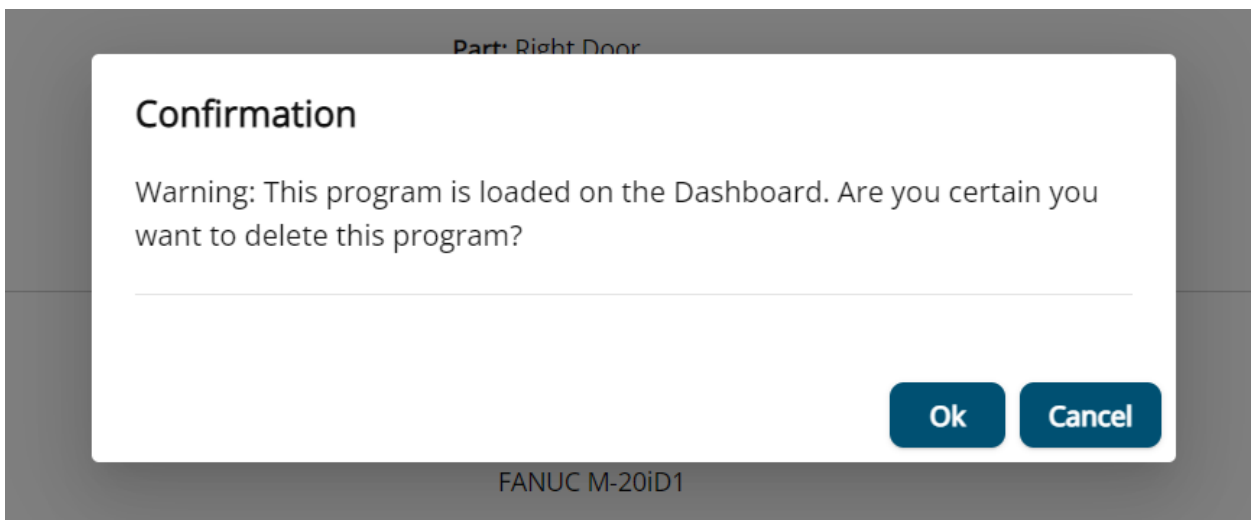 Part: Right Door
Confirmation
Warning: This program is loaded on the Dashboard. Are you certain you
want to delete this program?
Ok Cancel
FANUC M-20iD1